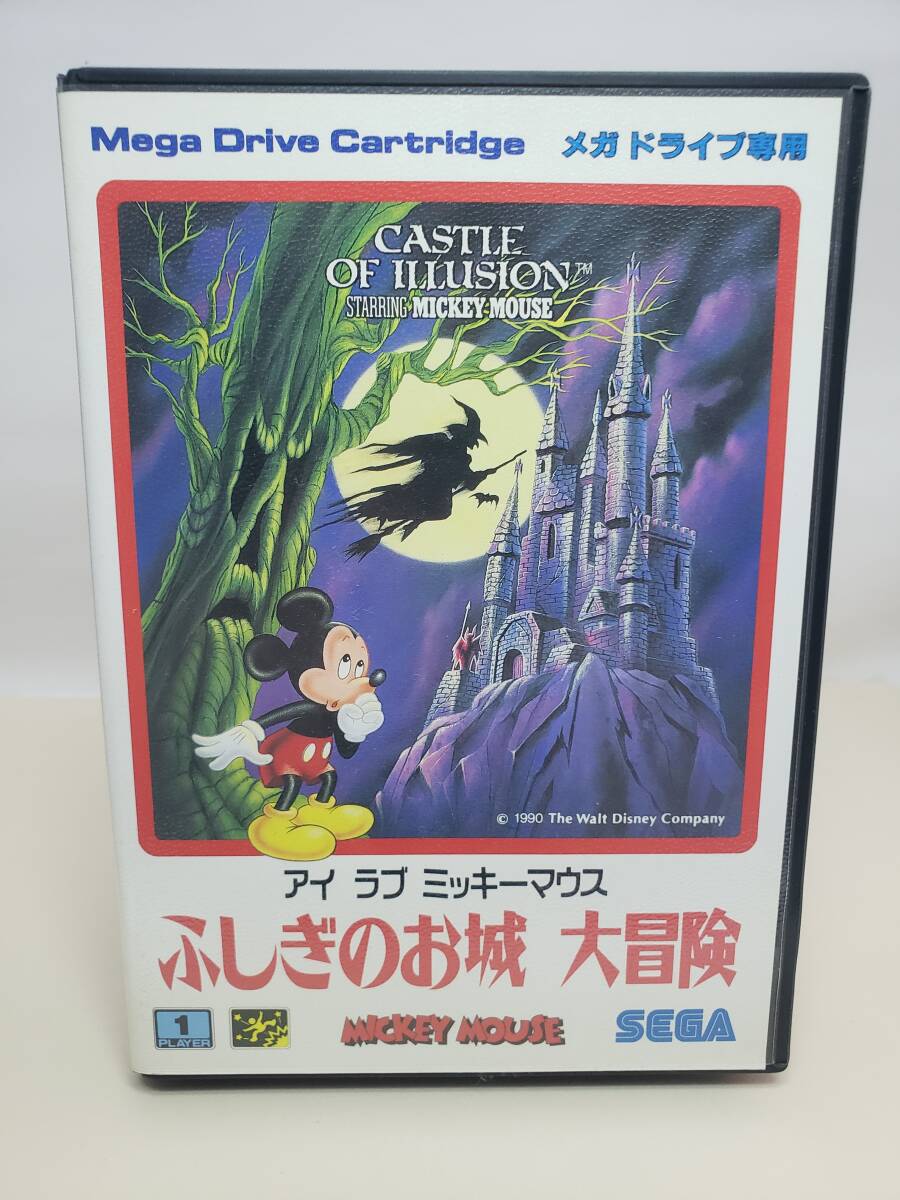 Mega Drive Cartridge メガドライブ専用
CASTLE
OF ILLUSION™
STARRING MICKEY MOUSE
© 1990 The Walt Disney Company
アイ ラブ ミッキーマウス
ふしぎのお城 大冒険
1
PLAYER
MICKEY MOUSE
SEGA